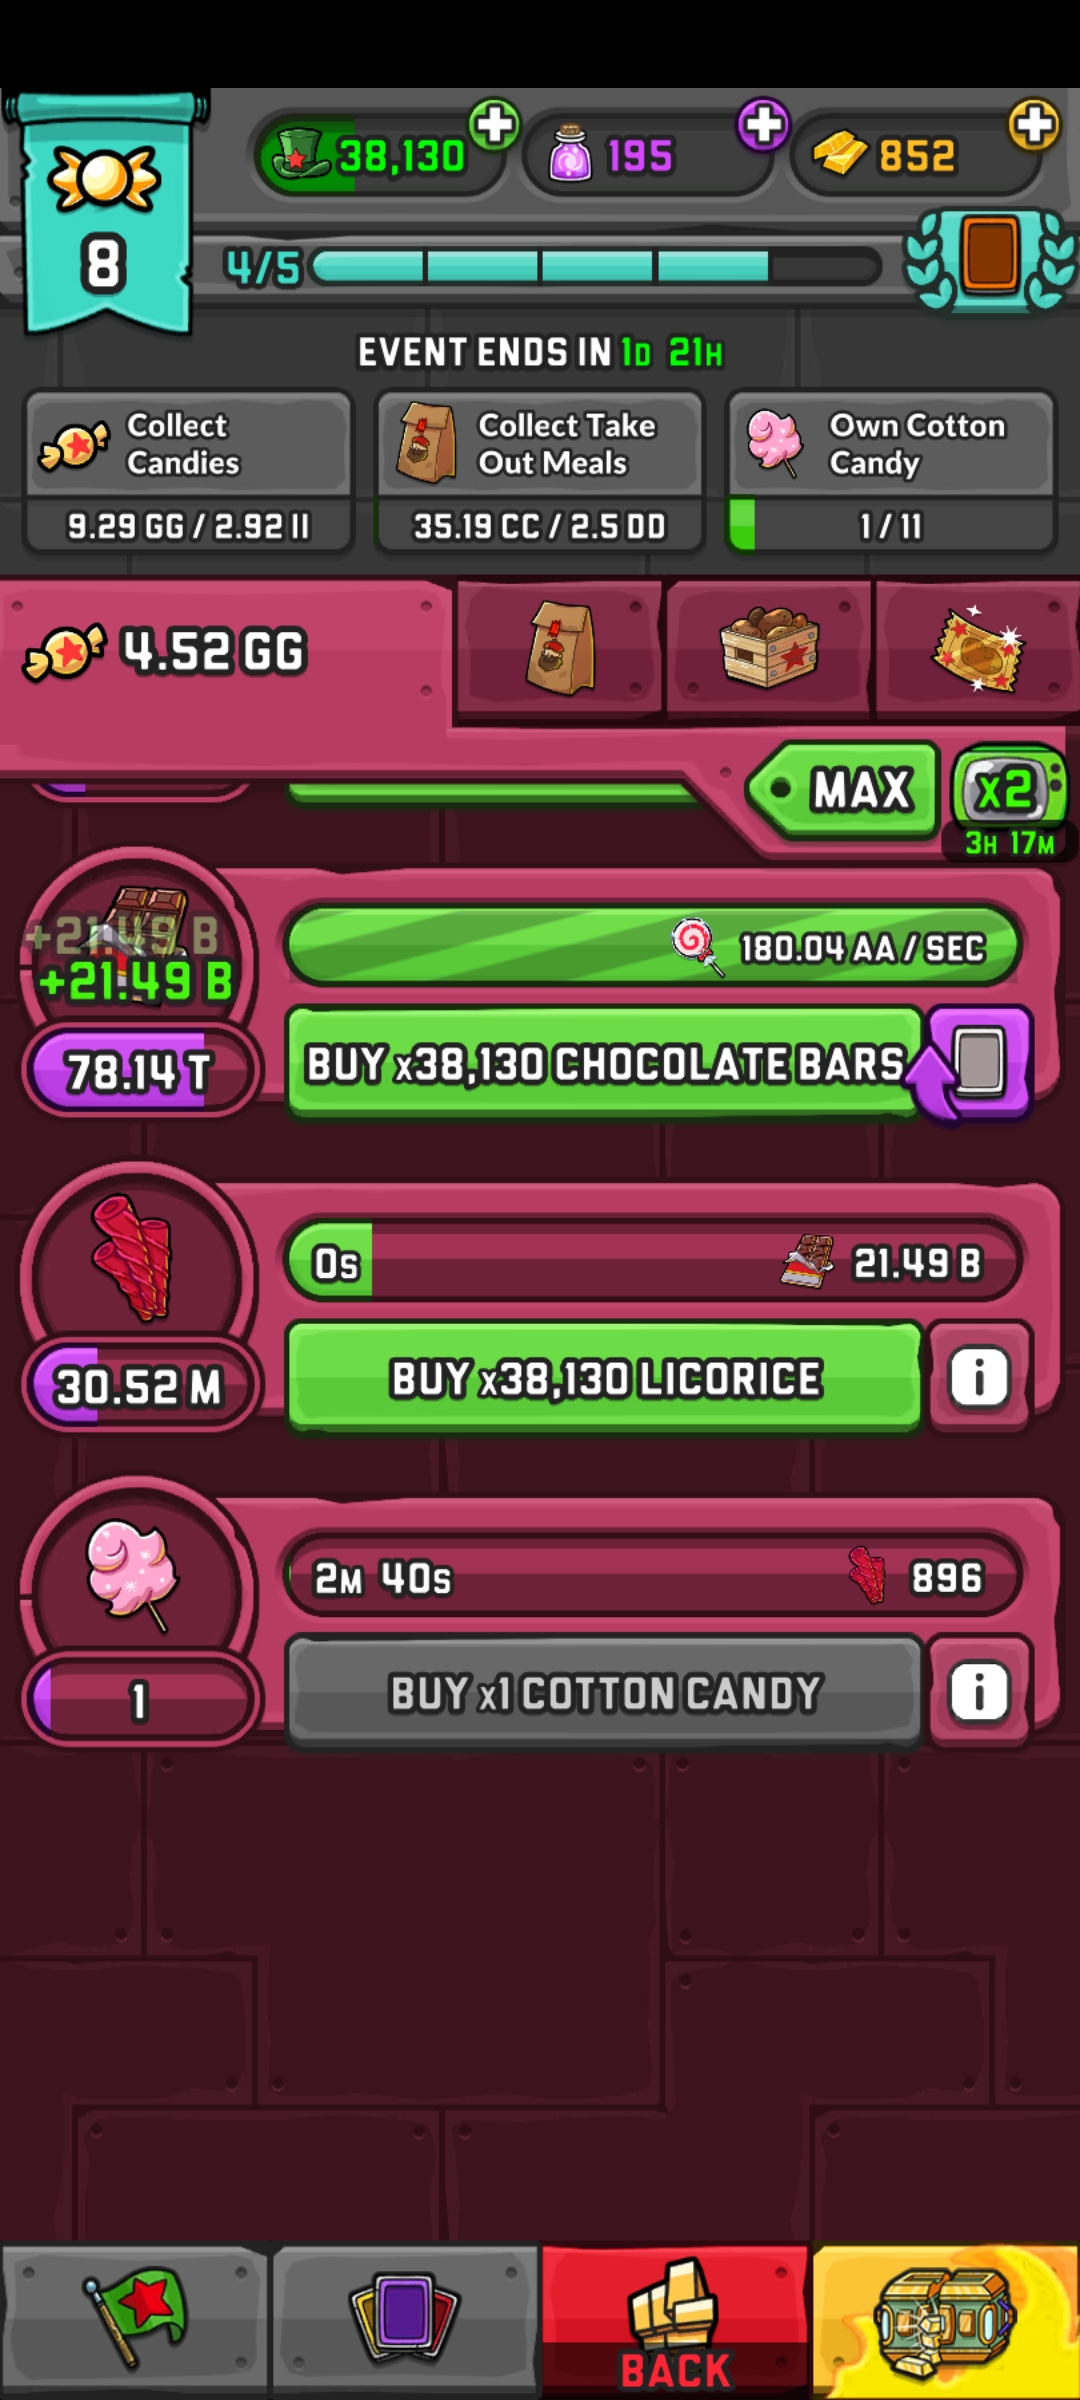 38,130
195
852
8
4/5
EVENT ENDS IN 1D 21H
Collect
Candies
9.29 GG / 2.92 II
Collect Take
Out Meals
35.19 CC / 2.5 DD
Own Cotton
Candy
1 / 11
4.52 GG
MAX
x2
3H 17M
+21.49 B
+21.49 B
180.04 AA / SEC
78.14 T
BUY x38,130 CHOCOLATE BARS
0s
21.49 B
30.52 M
BUY x38,130 LICORICE
i
2M 40s
896
1
BUY x1 COTTON CANDY
i
BACK